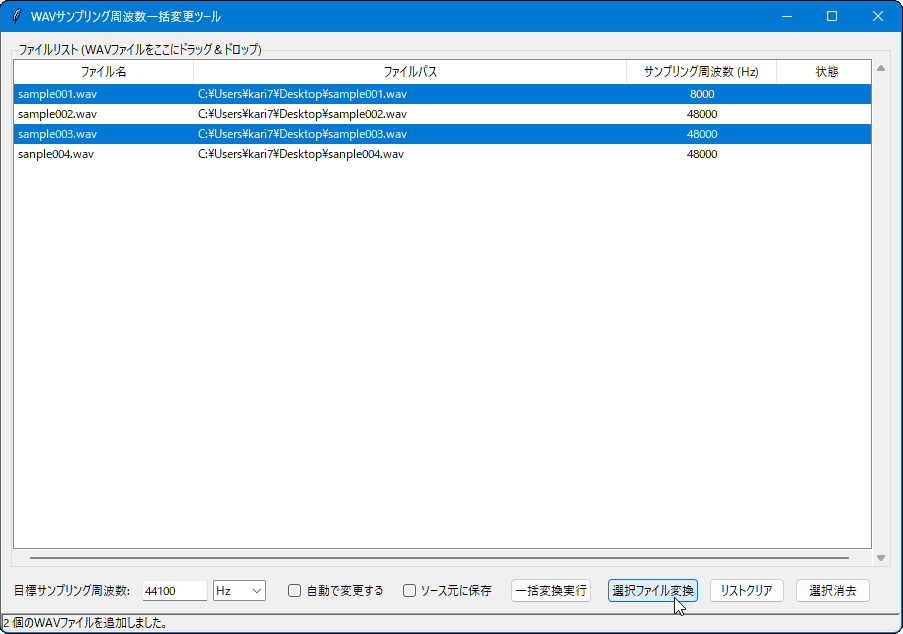 WAVサンプリング周波数一括変更ツール
ファイルリスト (WAVファイルをここにドラッグ＆ドロップ)
ファイル名 ファイルパス サンプリング周波数 (Hz) 状態
sample001.wav C:¥Users¥kari7¥Desktop¥sample001.wav 8000
sample002.wav C:¥Users¥kari7¥Desktop¥sample002.wav 48000
sample003.wav C:¥Users¥kari7¥Desktop¥sample003.wav 48000
sanple004.wav C:¥Users¥kari7¥Desktop¥sanple004.wav 48000
目標サンプリング周波数: 44100 Hz 自動で変更する ソース元に保存 一括変換実行 選択ファイル変換 リストクリア 選択消去
2 個のWAVファイルを追加しました。